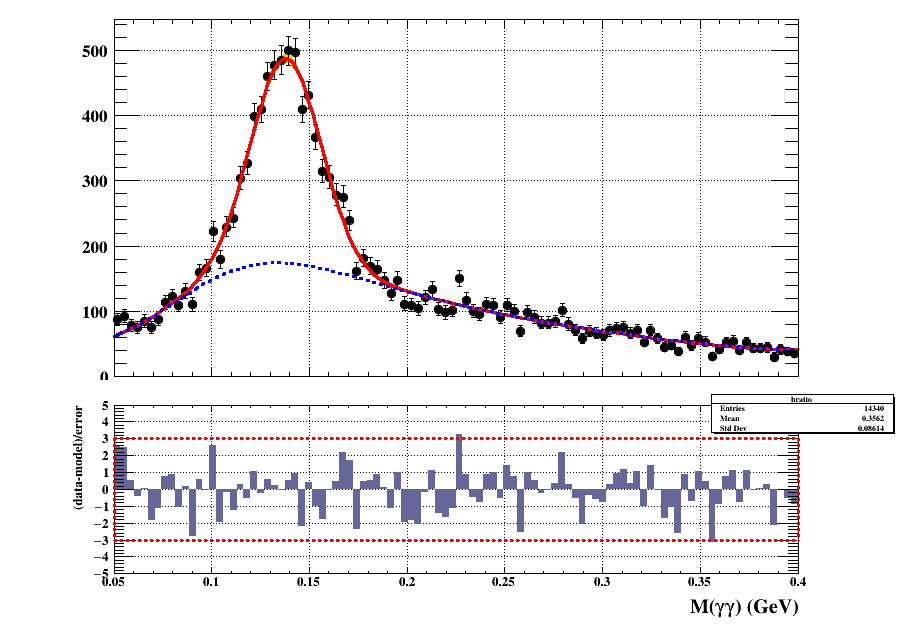 500
400
300
200
100
0
hratio
Entries 14340
Mean 0.3562
Std Dev 0.08614
(data-model)/error
5
4
3
2
1
0
−1
−2
−3
−4
−5
0.05 0.1 0.15 0.2 0.25 0.3 0.35 0.4
M(γγ) (GeV)